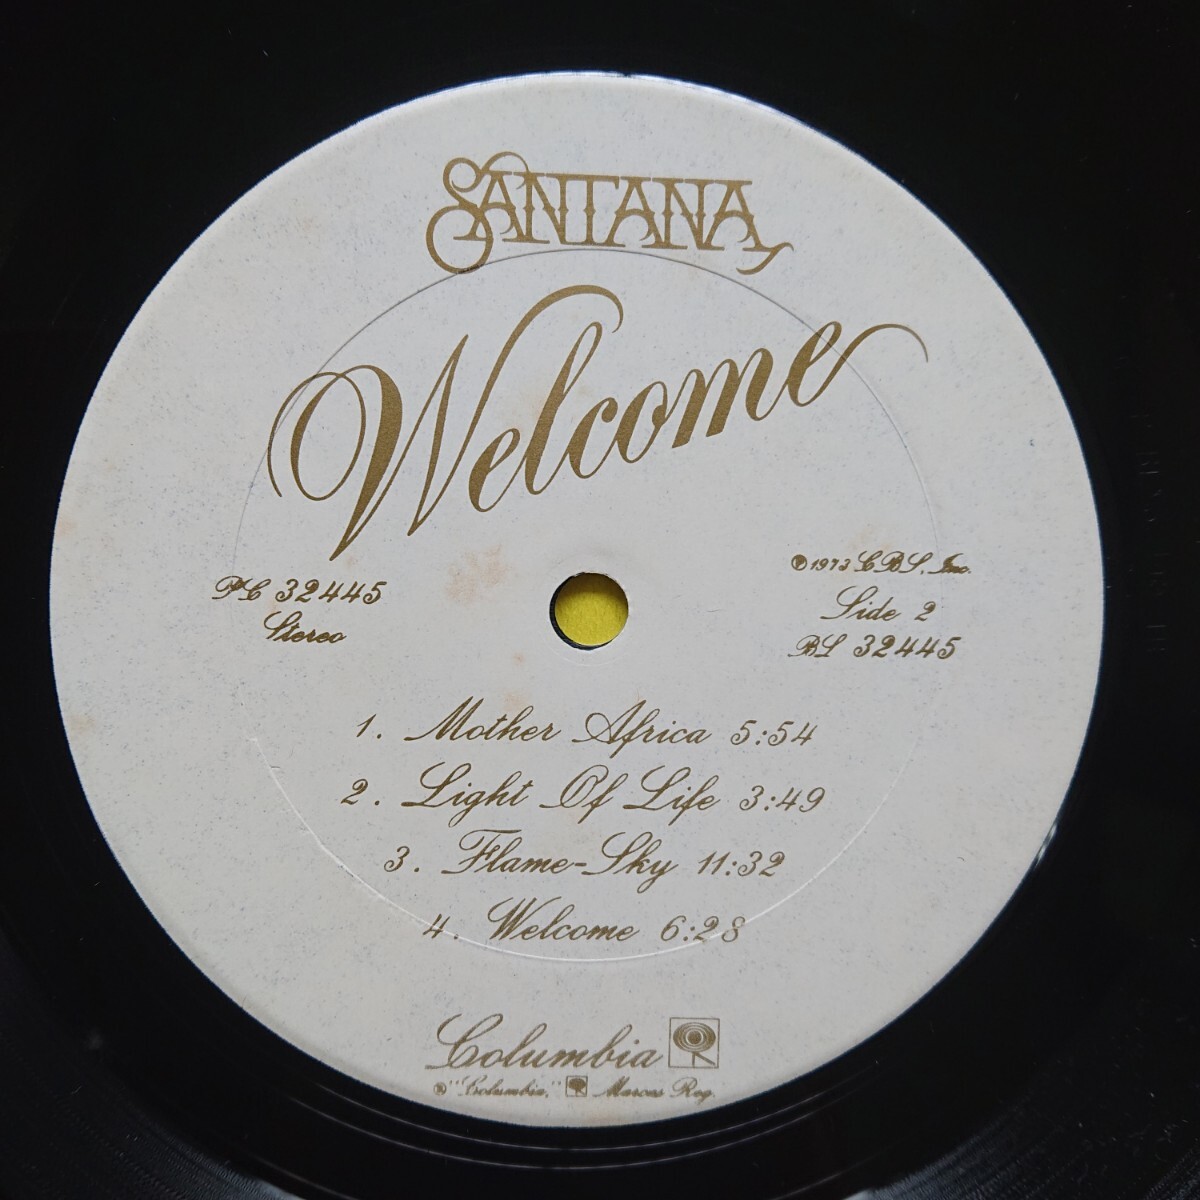 SANTANA
Welcome
PC 32445
Stereo
℗ 1973 CBS, Inc.
Side 2
BL 32445
1. Mother Africa 5:54
2. Light Of Life 3:49
3. Flame-Sky 11:32
4. Welcome 6:28
Columbia
® "Columbia," Marcas Reg.